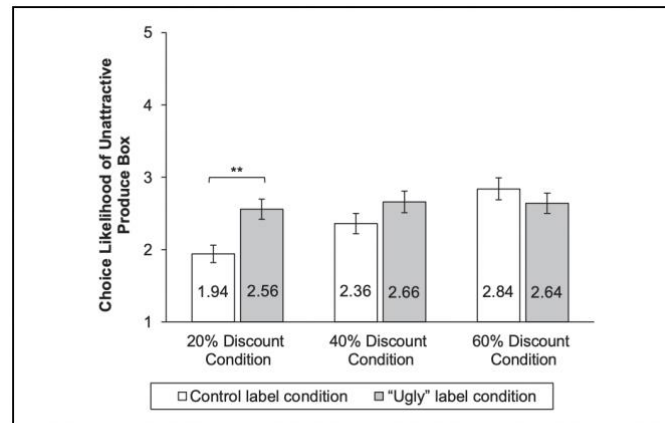 Choice Likelihood of Unattractive
Produce Box
5
4
3
2
1
**
1.94
2.56
2.36
2.66
2.84
2.64
20% Discount
Condition
40% Discount
Condition
60% Discount
Condition
Control label condition
“Ugly” label condition